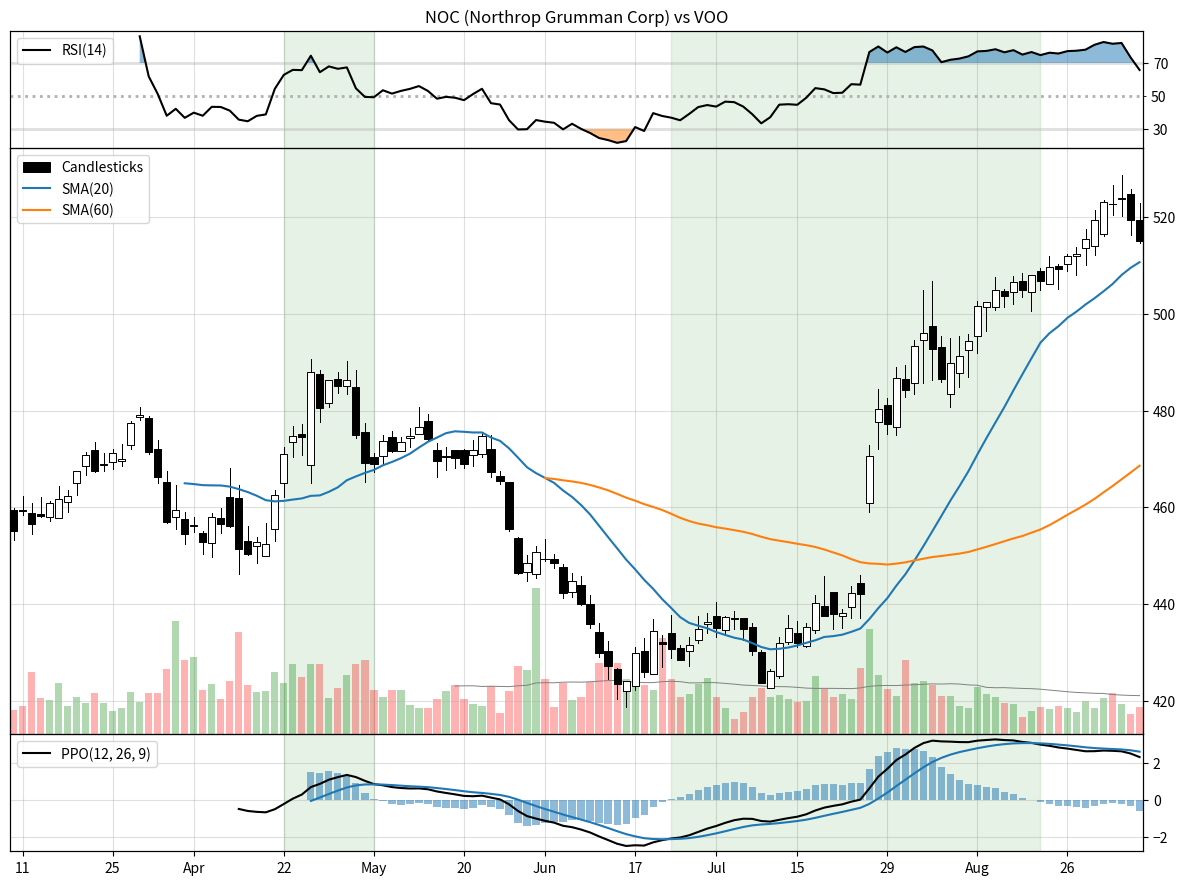 NOC (Northrop Grumman Corp) vs VOO
RSI(14)
70
50
30
Candlesticks
SMA(20)
SMA(60)
520
500
480
460
440
420
PPO(12, 26, 9)
2
0
−2
11 25 Apr 22 May 20 Jun 17 Jul 15 29 Aug 26